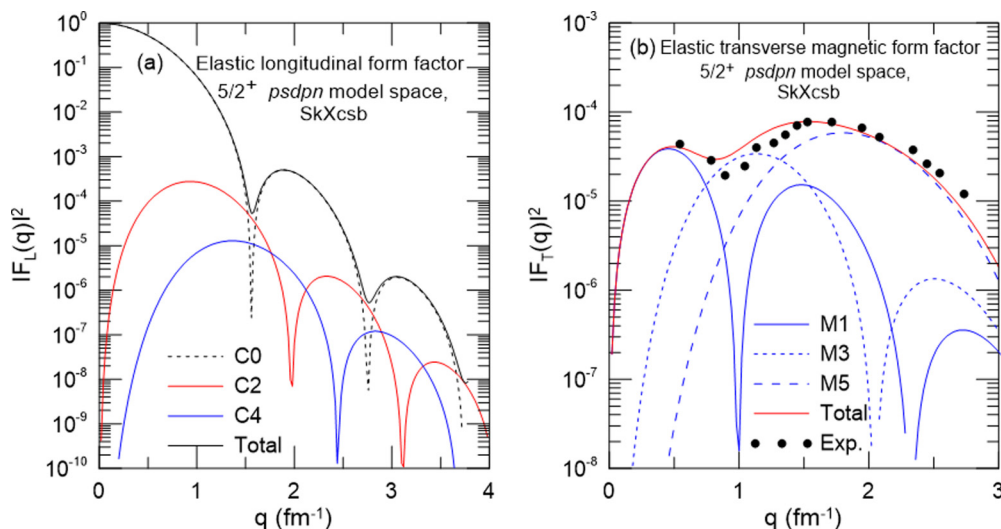 (a)
Elastic longitudinal form factor
5/2⁺ psdpn model space,
SkXcsb
|F_L(q)|²
10⁰
10⁻¹
10⁻²
10⁻³
10⁻⁴
10⁻⁵
10⁻⁶
10⁻⁷
10⁻⁸
10⁻⁹
10⁻¹⁰
C0
C2
C4
Total
0 1 2 3 4
q (fm⁻¹)
(b) Elastic transverse magnetic form factor
5/2⁺ psdpn model space,
SkXcsb
|F_T(q)|²
10⁻³
10⁻⁴
10⁻⁵
10⁻⁶
10⁻⁷
10⁻⁸
M1
M3
M5
Total
Exp.
0 1 2 3
q (fm⁻¹)